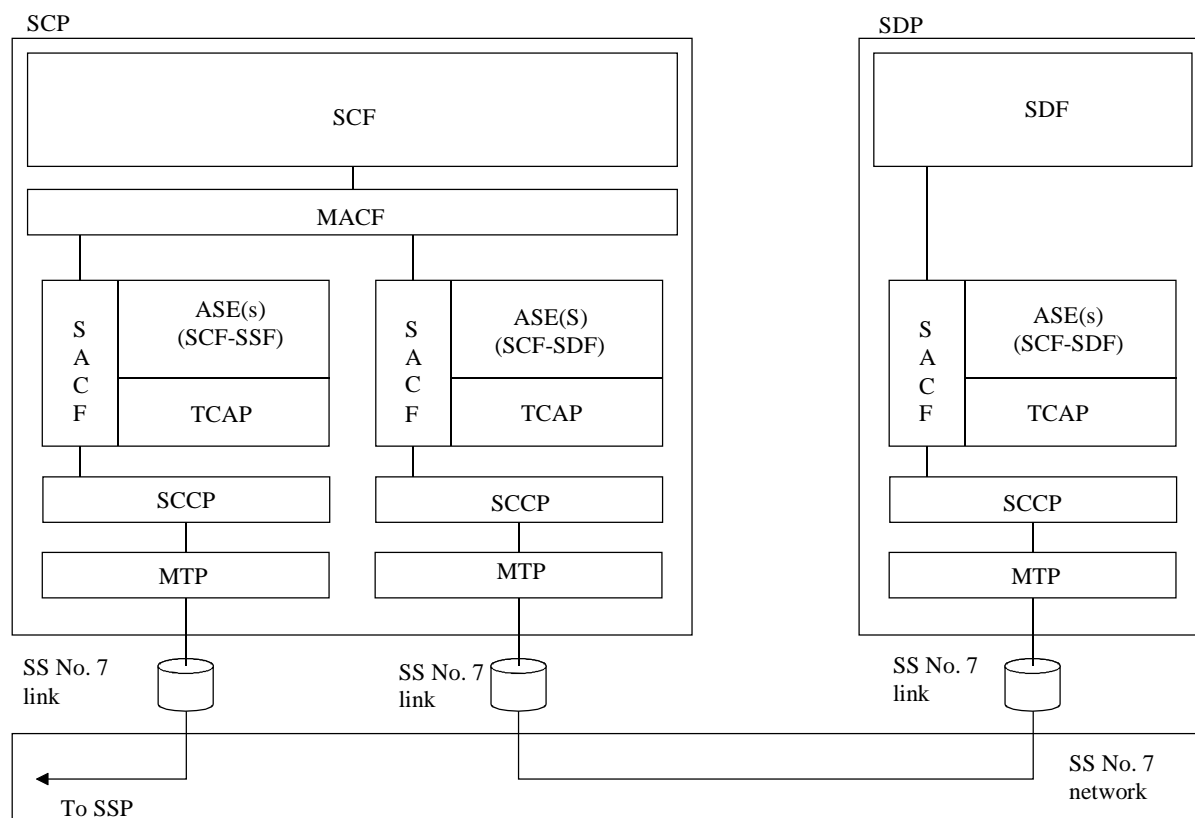 SCP
SDP
SCF
SDF
MACF
S
A
C
F
ASE(s)
(SCF-SSF)
TCAP
S
A
C
F
ASE(S)
(SCF-SDF)
TCAP
S
A
C
F
ASE(s)
(SCF-SDF)
TCAP
SCCP
SCCP
SCCP
MTP
MTP
MTP
SS No. 7
link
SS No. 7
link
SS No. 7
link
To SSP
SS No. 7
network